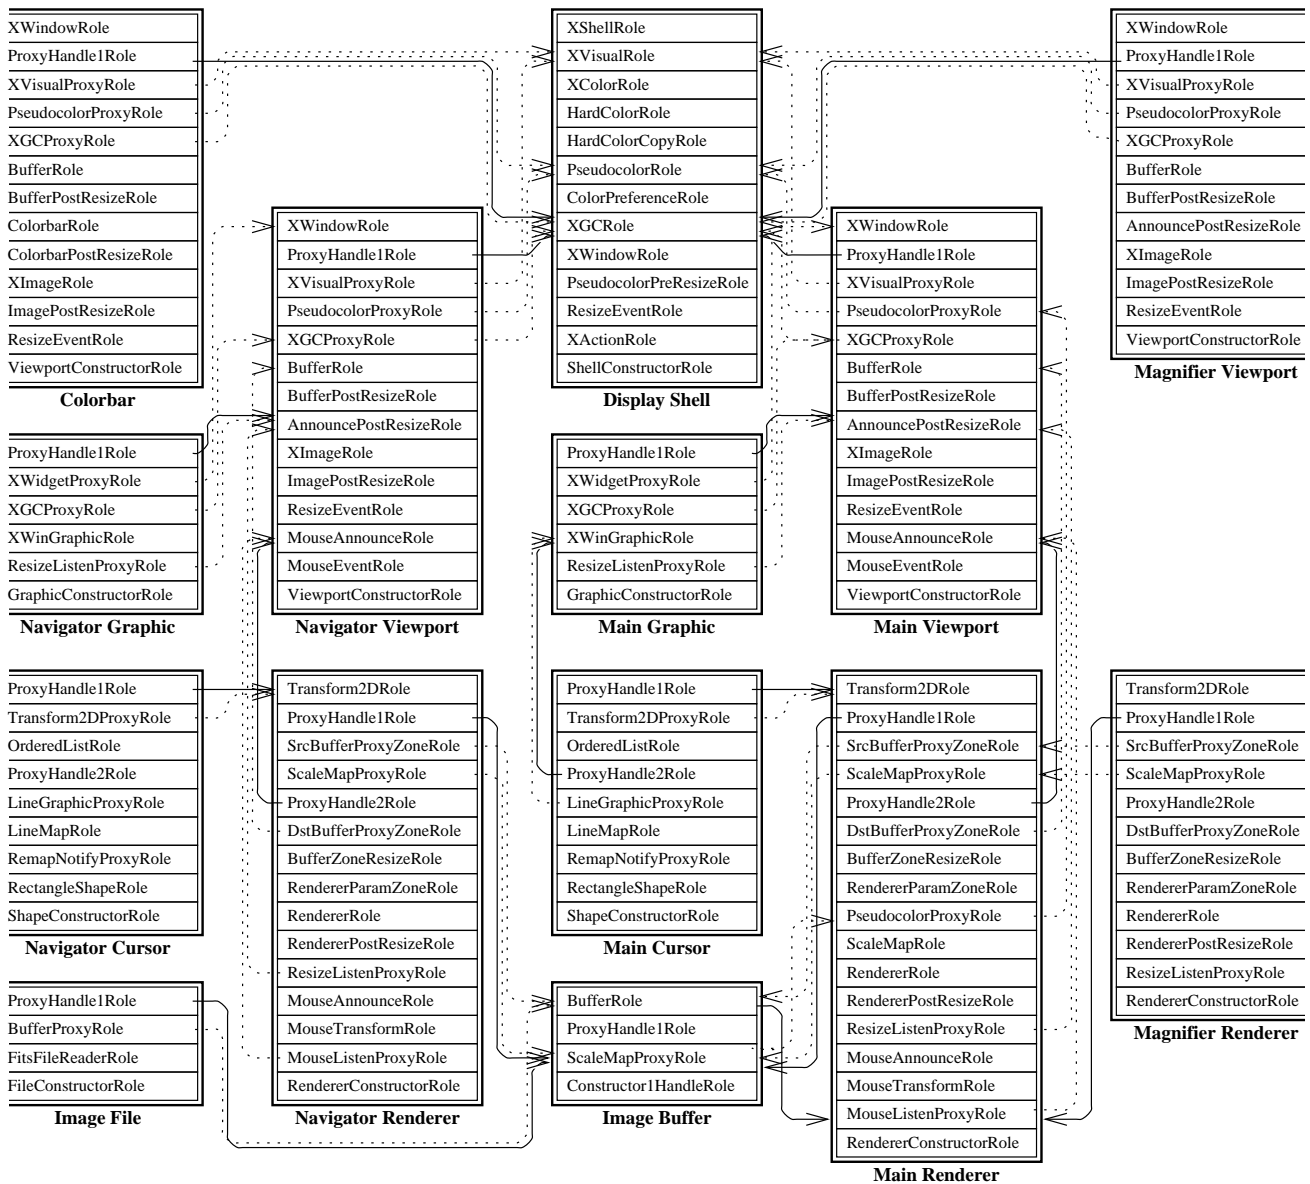 XWindowRole
ProxyHandle1Role
XVisualProxyRole
PseudocolorProxyRole
XGCProxyRole
BufferRole
BufferPostResizeRole
ColorbarRole
ColorbarPostResizeRole
XImageRole
ImagePostResizeRole
ResizeEventRole
ViewportConstructorRole
Colorbar
XShellRole
XVisualRole
XColorRole
HardColorRole
HardColorCopyRole
PseudocolorRole
ColorPreferenceRole
XGCRole
XWindowRole
PseudocolorPreResizeRole
ResizeEventRole
XActionRole
ShellConstructorRole
Display Shell
XWindowRole
ProxyHandle1Role
XVisualProxyRole
PseudocolorProxyRole
XGCProxyRole
BufferRole
BufferPostResizeRole
AnnouncePostResizeRole
XImageRole
ImagePostResizeRole
ResizeEventRole
ViewportConstructorRole
Magnifier Viewport
XWindowRole
ProxyHandle1Role
XVisualProxyRole
PseudocolorProxyRole
XGCProxyRole
BufferRole
BufferPostResizeRole
AnnouncePostResizeRole
XImageRole
ImagePostResizeRole
ResizeEventRole
MouseAnnounceRole
MouseEventRole
ViewportConstructorRole
Navigator Viewport
XWindowRole
ProxyHandle1Role
XVisualProxyRole
PseudocolorProxyRole
XGCProxyRole
BufferRole
BufferPostResizeRole
AnnouncePostResizeRole
XImageRole
ImagePostResizeRole
ResizeEventRole
MouseAnnounceRole
MouseEventRole
ViewportConstructorRole
Main Viewport
ProxyHandle1Role
XWidgetProxyRole
XGCProxyRole
XWinGraphicRole
ResizeListenProxyRole
GraphicConstructorRole
Navigator Graphic
ProxyHandle1Role
XWidgetProxyRole
XGCProxyRole
XWinGraphicRole
ResizeListenProxyRole
GraphicConstructorRole
Main Graphic
ProxyHandle1Role
Transform2DProxyRole
OrderedListRole
ProxyHandle2Role
LineGraphicProxyRole
LineMapRole
RemapNotifyProxyRole
RectangleShapeRole
ShapeConstructorRole
Navigator Cursor
Transform2DRole
ProxyHandle1Role
SrcBufferProxyZoneRole
ScaleMapProxyRole
ProxyHandle2Role
DstBufferProxyZoneRole
BufferZoneResizeRole
RendererParamZoneRole
RendererRole
RendererPostResizeRole
ResizeListenProxyRole
MouseAnnounceRole
MouseTransformRole
MouseListenProxyRole
RendererConstructorRole
Navigator Renderer
ProxyHandle1Role
Transform2DProxyRole
OrderedListRole
ProxyHandle2Role
LineGraphicProxyRole
LineMapRole
RemapNotifyProxyRole
RectangleShapeRole
ShapeConstructorRole
Main Cursor
Transform2DRole
ProxyHandle1Role
SrcBufferProxyZoneRole
ScaleMapProxyRole
ProxyHandle2Role
DstBufferProxyZoneRole
BufferZoneResizeRole
RendererParamZoneRole
PseudocolorProxyRole
ScaleMapRole
RendererRole
RendererPostResizeRole
ResizeListenProxyRole
MouseAnnounceRole
MouseTransformRole
MouseListenProxyRole
RendererConstructorRole
Main Renderer
Transform2DRole
ProxyHandle1Role
SrcBufferProxyZoneRole
ScaleMapProxyRole
ProxyHandle2Role
DstBufferProxyZoneRole
BufferZoneResizeRole
RendererParamZoneRole
RendererRole
RendererPostResizeRole
ResizeListenProxyRole
RendererConstructorRole
Magnifier Renderer
ProxyHandle1Role
BufferProxyRole
FitsFileReaderRole
FileConstructorRole
Image File
BufferRole
ProxyHandle1Role
ScaleMapProxyRole
Constructor1HandleRole
Image Buffer